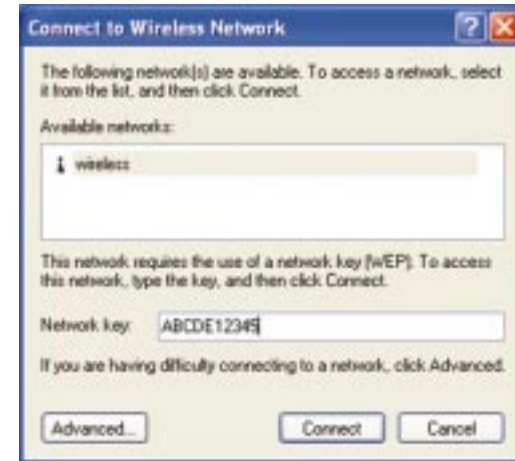 Connect to Wireless Network
The following network(s) are available. To access a network, select
it from the list, and then click Connect.
Available networks:
wireless
This network requires the use of a network key (WEP). To access
this network, type the key, and then click Connect.
Network key: ABCDE12345
If you are having difficulty connecting to a network, click Advanced.
Advanced... Connect Cancel